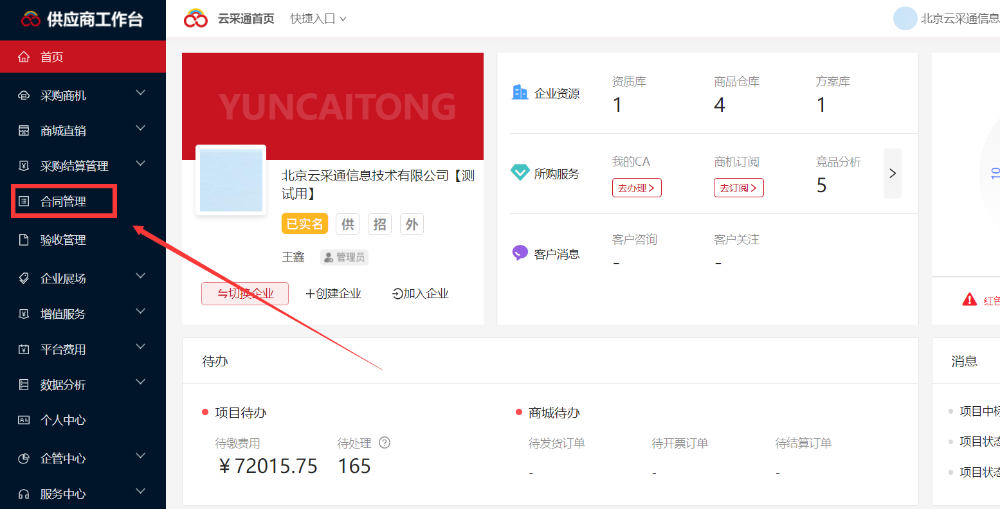 供应商工作台
首页
采购商机
商城直销
采购结算管理
合同管理
验收管理
企业展场
增值服务
平台费用
数据分析
个人中心
企管中心
服务中心
云采通首页 快捷入口
北京云采通信息
YUNCAITONG
北京云采通信息技术有限公司【测
试用】
已实名 供 招 外
王鑫 管理员
切换企业 创建企业 加入企业
企业资源
资质库 商品仓库 方案库
1 4 1
所购服务
我的CA 商机订阅 竞品分析
去办理 去订阅 5
客户消息
客户咨询 客户关注
- -
10
红色
待办
项目待办
待缴费用 待处理
¥72015.75 165
商城待办
待发货订单 待开票订单 待结算订单
- - -
消息
项目中标
项目状态
项目状态